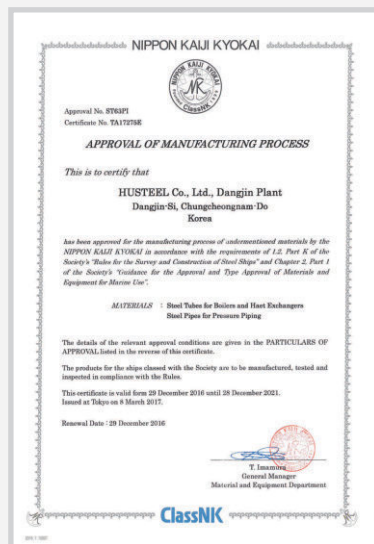 NIPPON KAIJI KYOKAI
NIPPON KAIJI KYOKAI
ClassNK
Approval No. ST63PI
Certificate No. TA17275E
APPROVAL OF MANUFACTURING PROCESS
This is to certify that
HUSTEEL Co., Ltd., Dangjin Plant
Dangjin-Si, Chungcheongnam-Do
Korea
has been approved for the manufacturing process of undermentioned materials by the
NIPPON KAIJI KYOKAI in accordance with the requirements of 1.2, Part K of the
Society's "Rules for the Survey and Construction of Steel Ships" and Chapter 2, Part 1
of the Society's "Guidance for the Approval and Type Approval of Materials and
Equipment for Marine Use".
MATERIALS : Steel Tubes for Boilers and Heat Exchangers
Steel Pipes for Pressure Piping
The details of the relevant approval conditions are given in the PARTICULARS OF
APPROVAL listed in the reverse of this certificate.
The products for the ships classed with the Society are to be manufactured, tested and
inspected in compliance with the Rules.
This certificate is valid form 29 December 2016 until 28 December 2021.
Issued at Tokyo on 8 March 2017.
Renewal Date : 29 December 2016
T. Imamura
General Manager
Material and Equipment Department
ClassNK